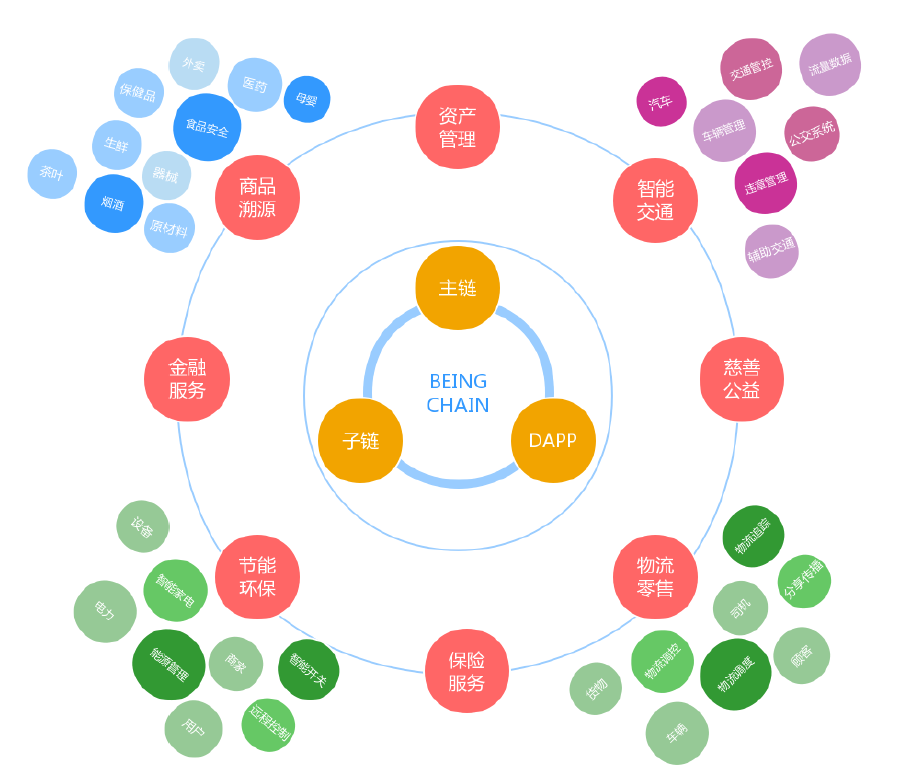 外卖
保健品
医药
母婴
食品安全
生鲜
茶叶
器械
烟酒
原材料
商品
溯源
资产
管理
汽车
交通管控
流量数据
车辆管理
公交系统
违章管理
辅助交通
智能
交通
主链
BEING
CHAIN
子链
DAPP
金融
服务
慈善
公益
节能
环保
设备
智能家电
电力
能源管理
商家
智能开关
用户
远程控制
保险
服务
物流
零售
物流追踪
分享传播
司机
物流调控
顾客
货物
物流调度
车辆